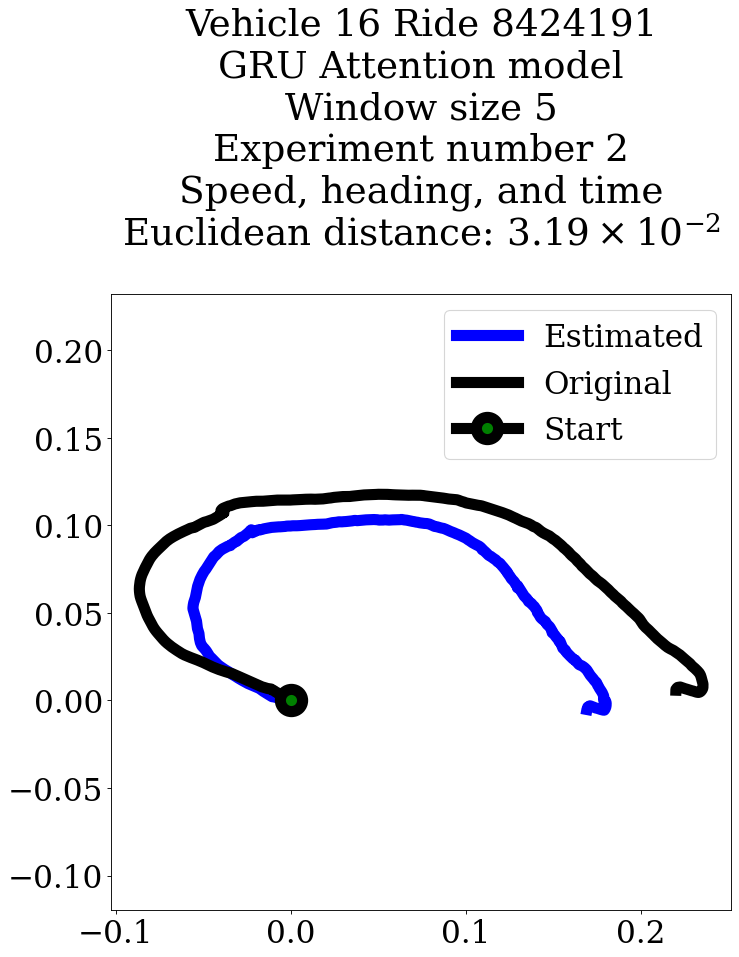 Vehicle 16 Ride 8424191
GRU Attention model
Window size 5
Experiment number 2
Speed, heading, and time
Euclidean distance: 3.19 × 10⁻²
Estimated
Original
Start
0.20
0.15
0.10
0.05
0.00
−0.05
−0.10
−0.1 0.0 0.1 0.2